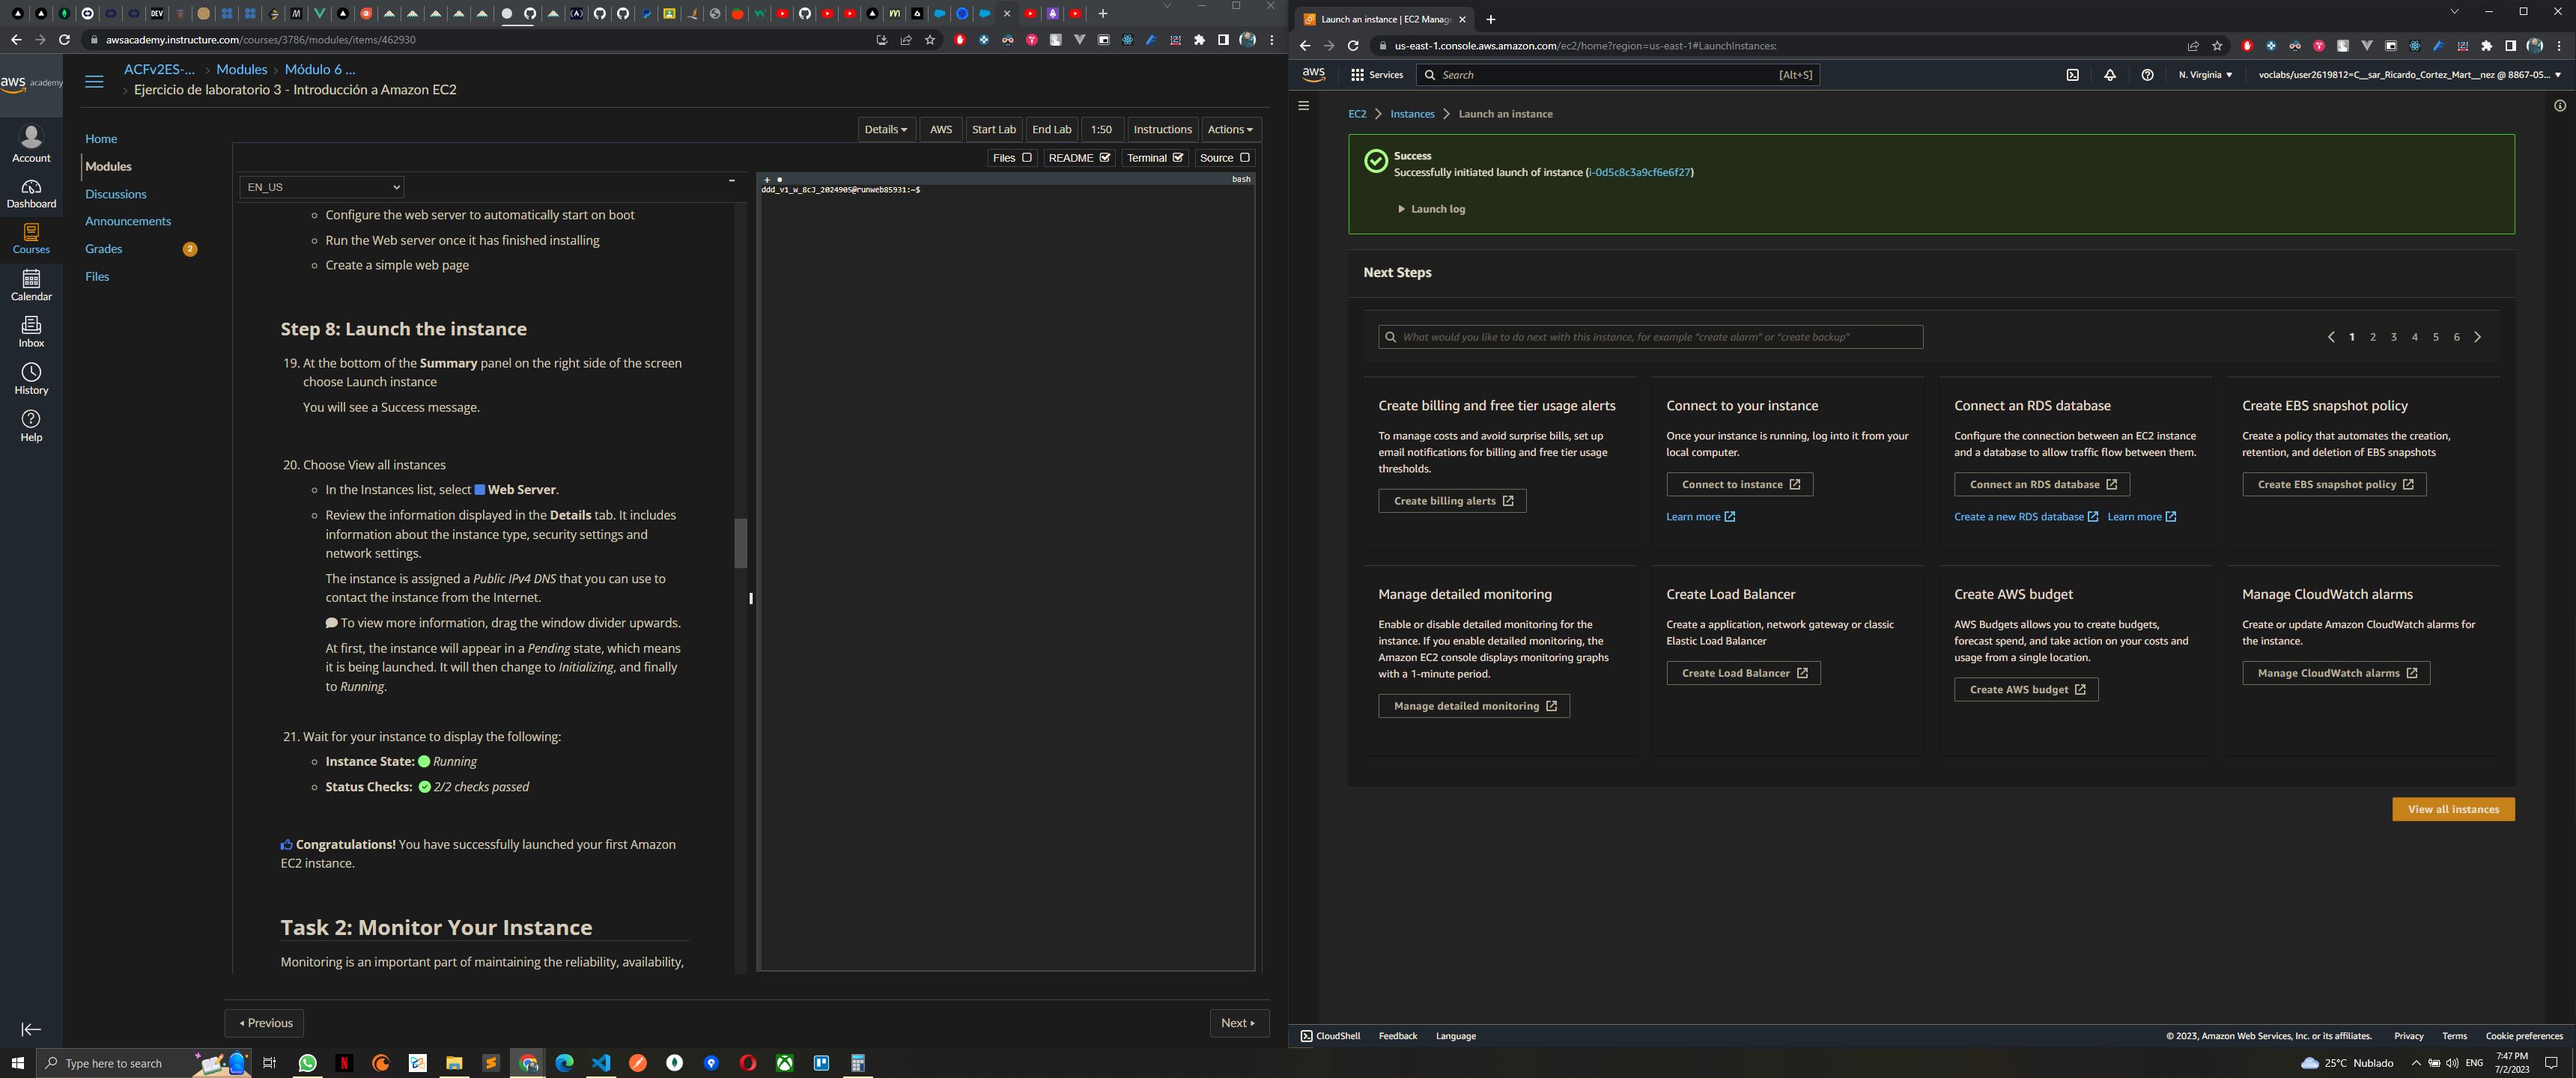 awsacademy.instructure.com/courses/3786/modules/items/462930
aws academy
ACFv2ES-... › Modules › Módulo 6 ...
› Ejercicio de laboratorio 3 - Introducción a Amazon EC2
Account
Dashboard
Courses
Calendar
Inbox
History
Help
Home
Modules
Discussions
Announcements
Grades 2
Files
Details AWS Start Lab End Lab 1:50 Instructions Actions
Files README Terminal Source
EN_US
Configure the web server to automatically start on boot
Run the Web server once it has finished installing
Create a simple web page
Step 8: Launch the instance
19. At the bottom of the Summary panel on the right side of the screen
choose Launch instance
You will see a Success message.
20. Choose View all instances
In the Instances list, select Web Server.
Review the information displayed in the Details tab. It includes
information about the instance type, security settings and
network settings.
The instance is assigned a Public IPv4 DNS that you can use to
contact the instance from the Internet.
To view more information, drag the window divider upwards.
At first, the instance will appear in a Pending state, which means
it is being launched. It will then change to Initializing, and finally
to Running.
21. Wait for your instance to display the following:
Instance State: Running
Status Checks: 2/2 checks passed
Congratulations! You have successfully launched your first Amazon
EC2 instance.
Task 2: Monitor Your Instance
Monitoring is an important part of maintaining the reliability, availability,
bash
ddd_v1_w_8cJ_2024905@runweb85931:~$
Previous
Next
Launch an instance | EC2 Manag
us-east-1.console.aws.amazon.com/ec2/home?region=us-east-1#LaunchInstances:
aws Services Search [Alt+S] N. Virginia voclabs/user2619812=C__sar_Ricardo_Cortez_Mart__nez @ 8867-05...
EC2 Instances Launch an instance
Success
Successfully initiated launch of instance (i-0d5c8c3a9cf6e6f27)
Launch log
Next Steps
What would you like to do next with this instance, for example "create alarm" or "create backup"
1 2 3 4 5 6
Create billing and free tier usage alerts
To manage costs and avoid surprise bills, set up
email notifications for billing and free tier usage
thresholds.
Create billing alerts
Connect to your instance
Once your instance is running, log into it from your
local computer.
Connect to instance
Learn more
Connect an RDS database
Configure the connection between an EC2 instance
and a database to allow traffic flow between them.
Connect an RDS database
Create a new RDS database Learn more
Create EBS snapshot policy
Create a policy that automates the creation,
retention, and deletion of EBS snapshots
Create EBS snapshot policy
Manage detailed monitoring
Enable or disable detailed monitoring for the
instance. If you enable detailed monitoring, the
Amazon EC2 console displays monitoring graphs
with a 1-minute period.
Manage detailed monitoring
Create Load Balancer
Create a application, network gateway or classic
Elastic Load Balancer
Create Load Balancer
Create AWS budget
AWS Budgets allows you to create budgets,
forecast spend, and take action on your costs and
usage from a single location.
Create AWS budget
Manage CloudWatch alarms
Create or update Amazon CloudWatch alarms for
the instance.
Manage CloudWatch alarms
View all instances
CloudShell Feedback Language
© 2023, Amazon Web Services, Inc. or its affiliates. Privacy Terms Cookie preferences
Type here to search
25°C Nublado ENG
7:47 PM
7/2/2023